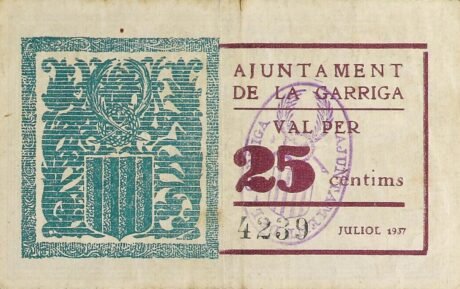 AJUNTAMENT
DE LA GARRIGA
VAL PER
25 cèntims
4239 JULIOL 1937